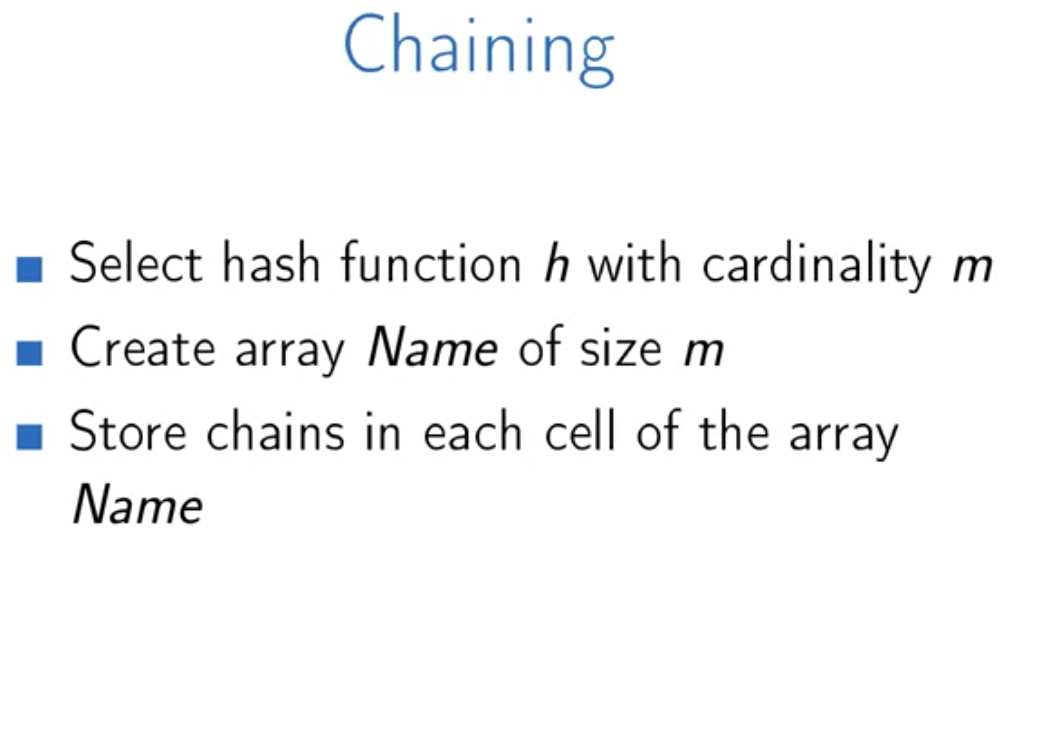 Chaining
Select hash function h with cardinality m
Create array Name of size m
Store chains in each cell of the array
Name